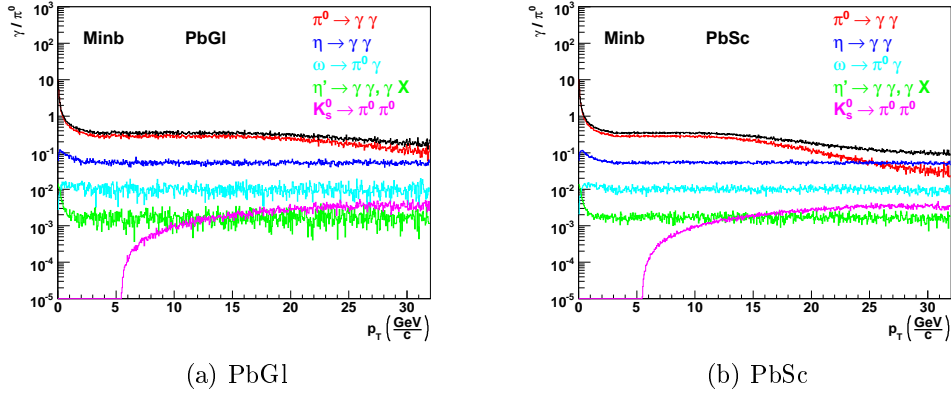 γ / π⁰
10³
10²
10
1
10⁻¹
10⁻²
10⁻³
10⁻⁴
10⁻⁵
Minb PbGl
π⁰ → γ γ
η → γ γ
ω → π⁰ γ
η' → γ γ, γ X
K⁰ₛ → π⁰ π⁰
0 5 10 15 20 25 30
p_T (GeV/c)
(a) PbGl
γ / π⁰
10³
10²
10
1
10⁻¹
10⁻²
10⁻³
10⁻⁴
10⁻⁵
Minb PbSc
π⁰ → γ γ
η → γ γ
ω → π⁰ γ
η' → γ γ, γ X
K⁰ₛ → π⁰ π⁰
0 5 10 15 20 25 30
p_T (GeV/c)
(b) PbSc